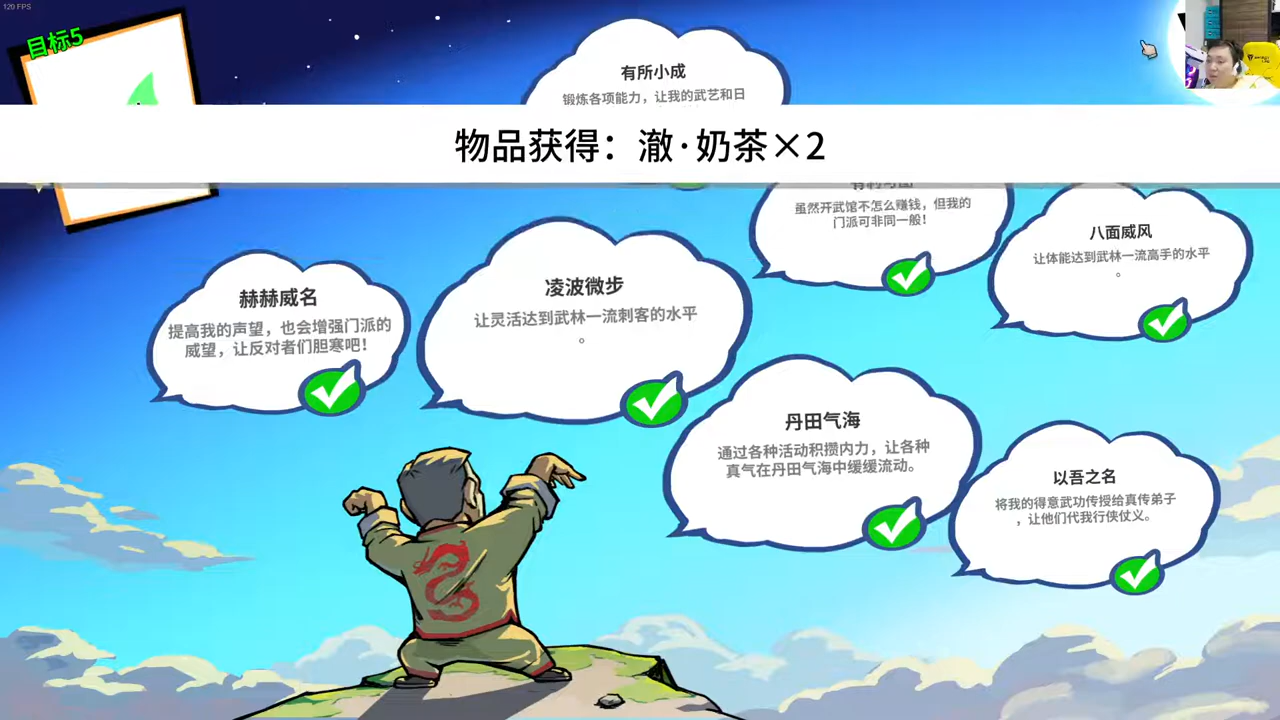 120 FPS
目标5
有所小成
锻炼各项能力，让我的武艺和日
物品获得：澈·奶茶×2
虽然开武馆不怎么赚钱，但我的
门派可非同一般！
八面威风
让体能达到武林一流高手的水平
。
赫赫威名
提高我的声望，也会增强门派的
威望，让反对者们胆寒吧！
凌波微步
让灵活达到武林一流刺客的水平
。
丹田气海
通过各种活动积攒内力，让各种
真气在丹田气海中缓缓流动。
以吾之名
将我的得意武功传授给真传弟子
，让他们代我行侠仗义。